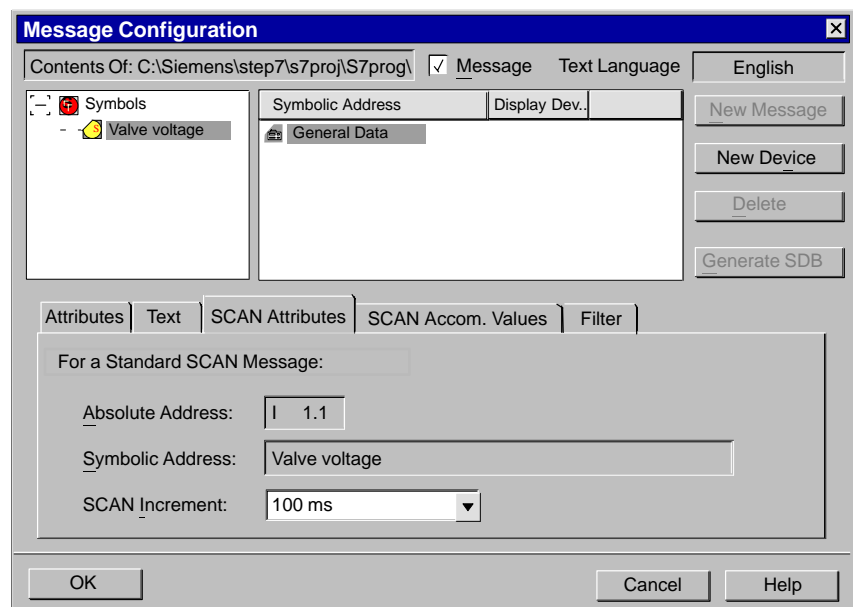 Message Configuration
Contents Of: C:\Siemens\step7\s7proj\S7prog\ Message Text Language English
Symbols
Valve voltage
Symbolic Address Display Dev..
General Data
New Message
New Device
Delete
Generate SDB
Attributes Text SCAN Attributes SCAN Accom. Values Filter
For a Standard SCAN Message:
Absolute Address: I 1.1
Symbolic Address: Valve voltage
SCAN Increment: 100 ms
OK Cancel Help